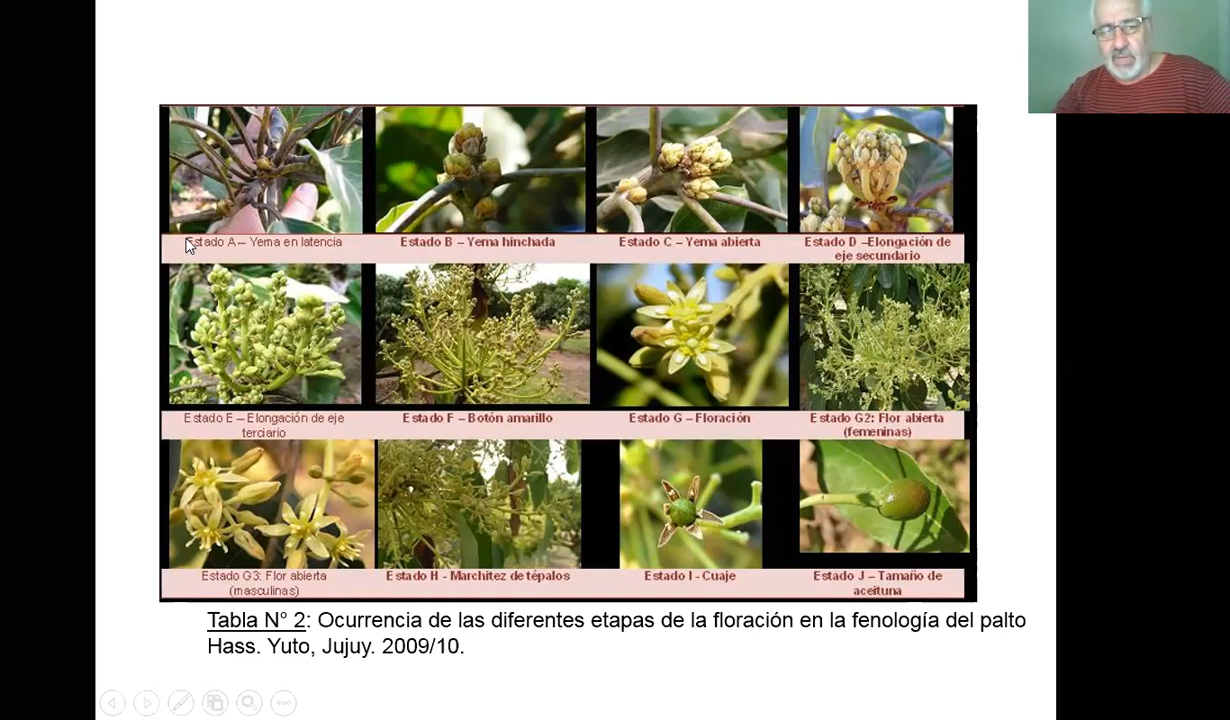 Estado A – Yema en latencia
Estado B – Yema hinchada
Estado C – Yema abierta
Estado D –Elongación de
eje secundario
Estado E – Elongación de eje
terciario
Estado F – Botón amarillo
Estado G – Floración
Estado G2: Flor abierta
(femeninas)
Estado G3: Flor abierta
(masculinas)
Estado H - Marchitez de tépalos
Estado I - Cuaje
Estado J – Tamaño de
aceituna
Tabla N° 2: Ocurrencia de las diferentes etapas de la floración en la fenología del palto
Hass. Yuto, Jujuy. 2009/10.